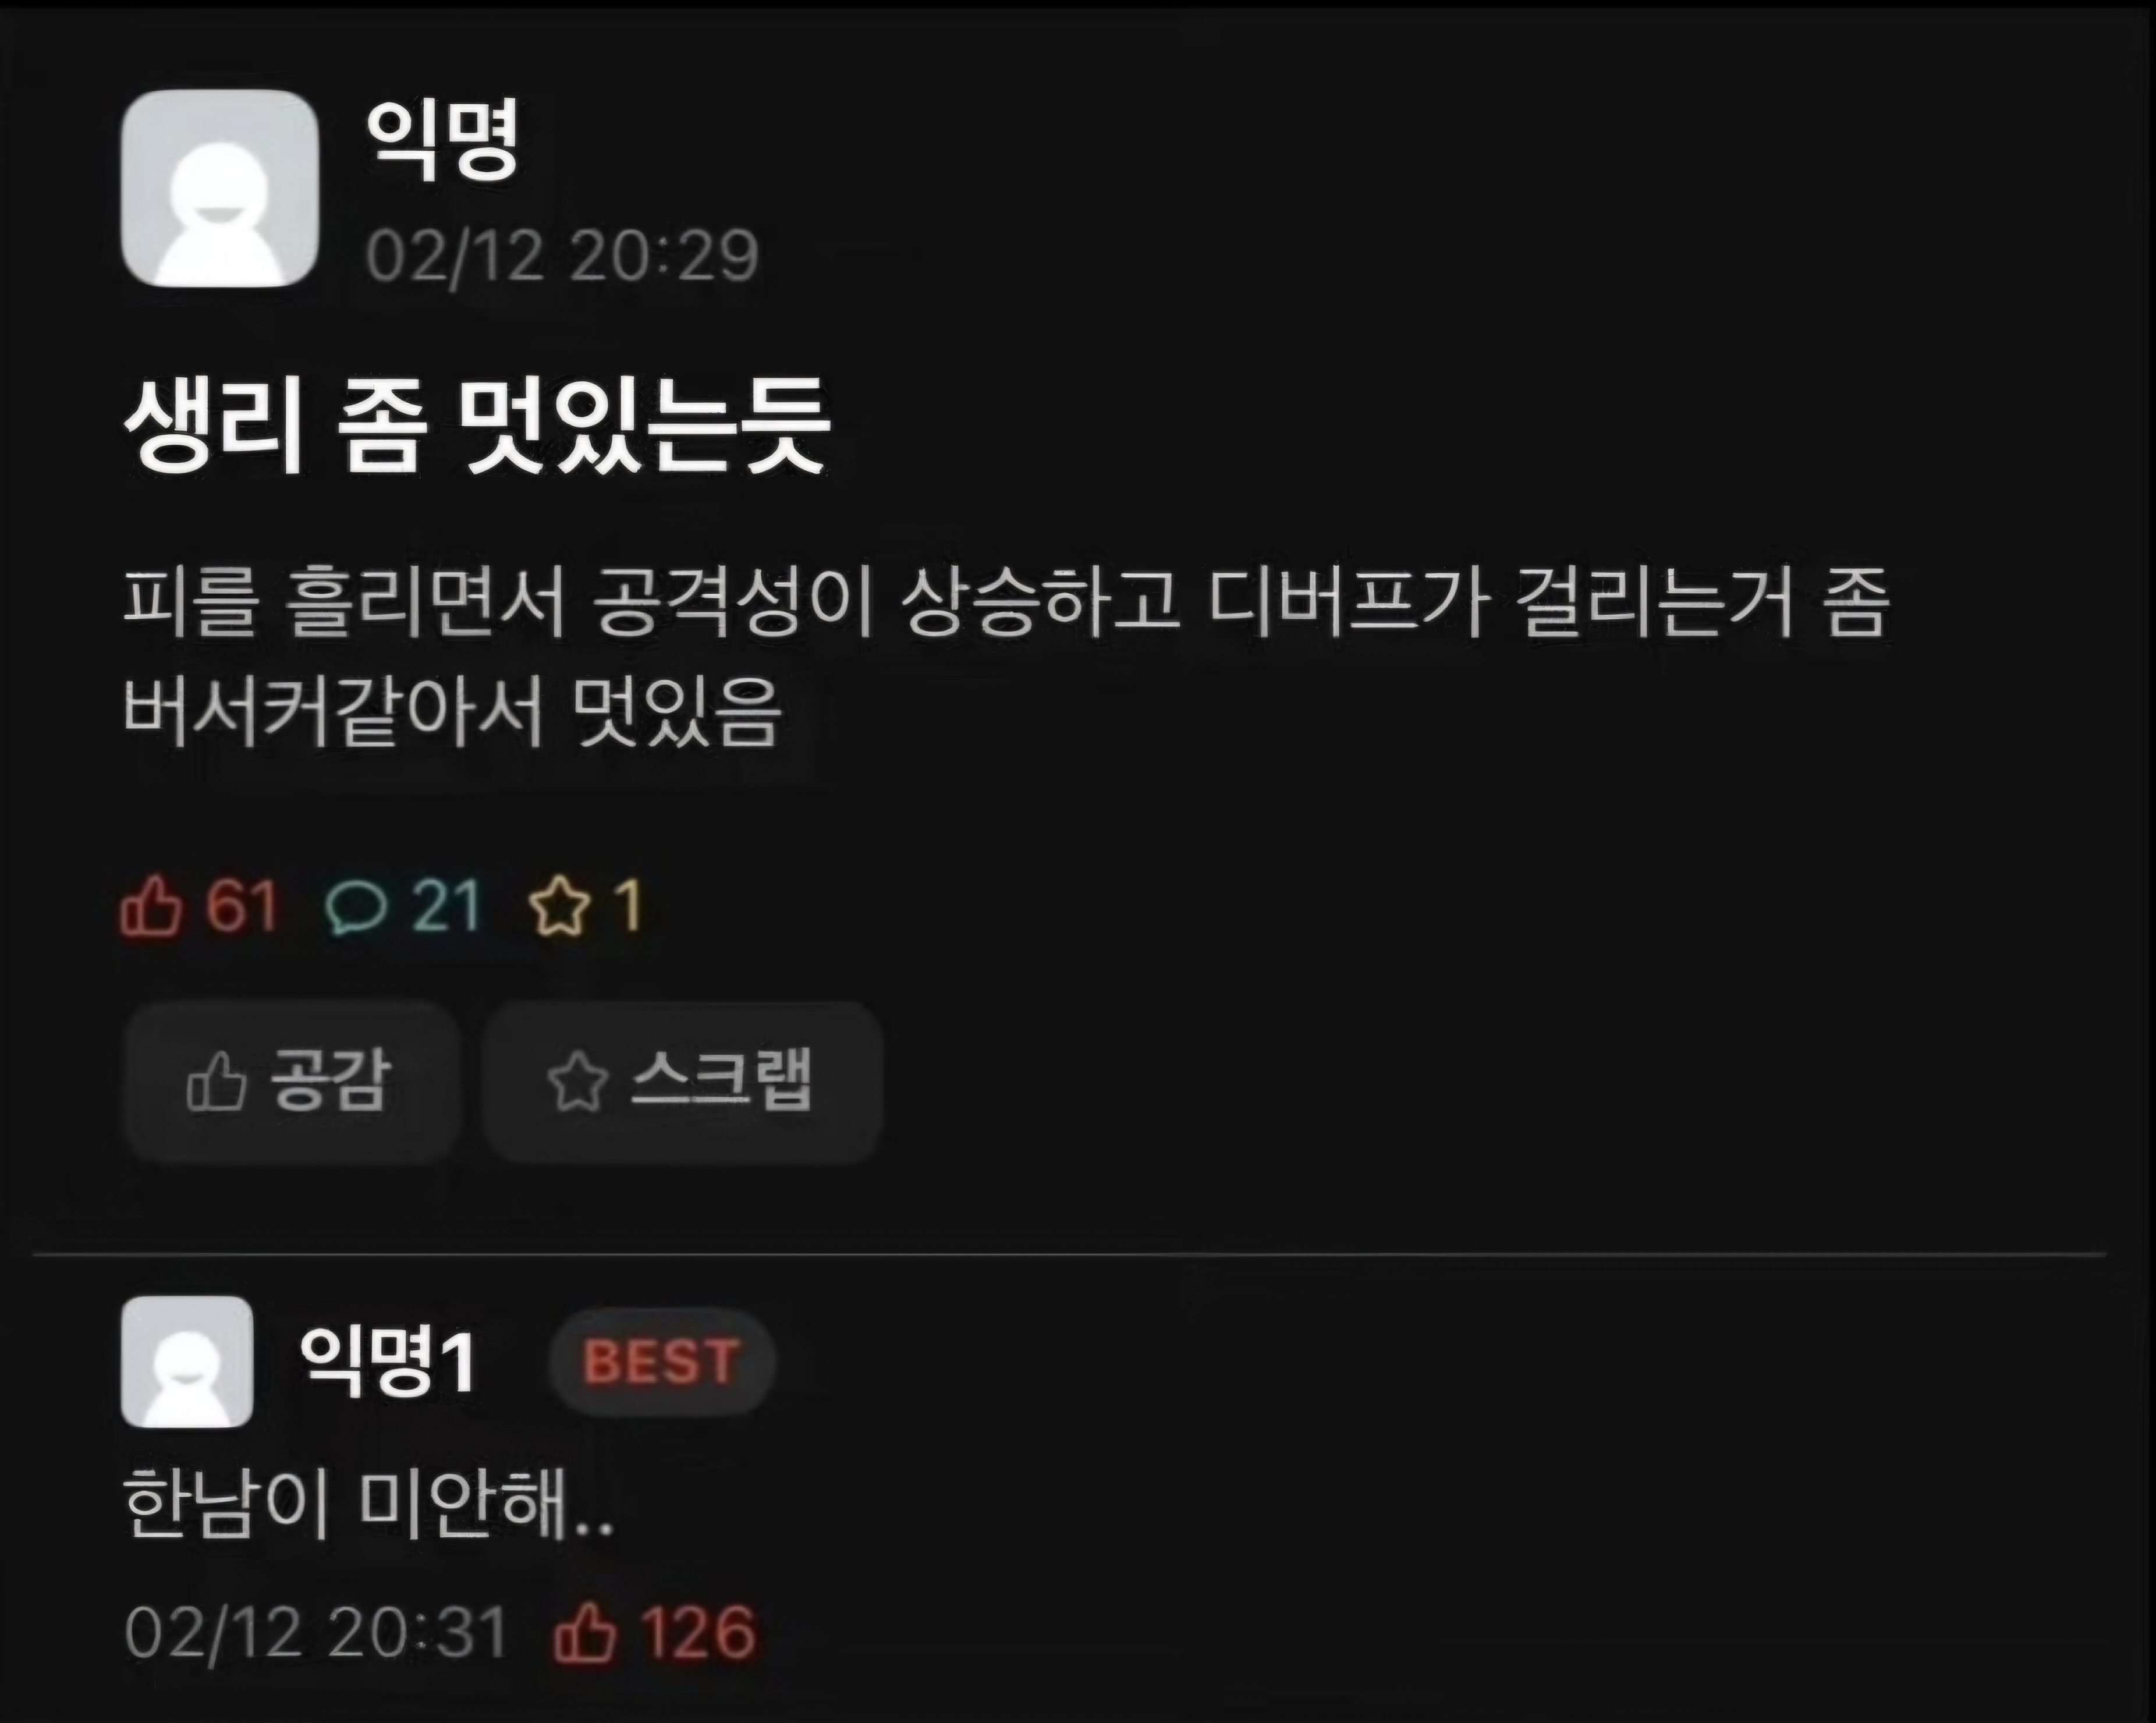 익명
02/12 20:29
생리 좀 멋있는듯
피를 흘리면서 공격성이 상승하고 디버프가 걸리는거 좀
버서커같아서 멋있음
61 21 1
공감 스크랩
익명1 BEST
한남이 미안해..
02/12 20:31 126